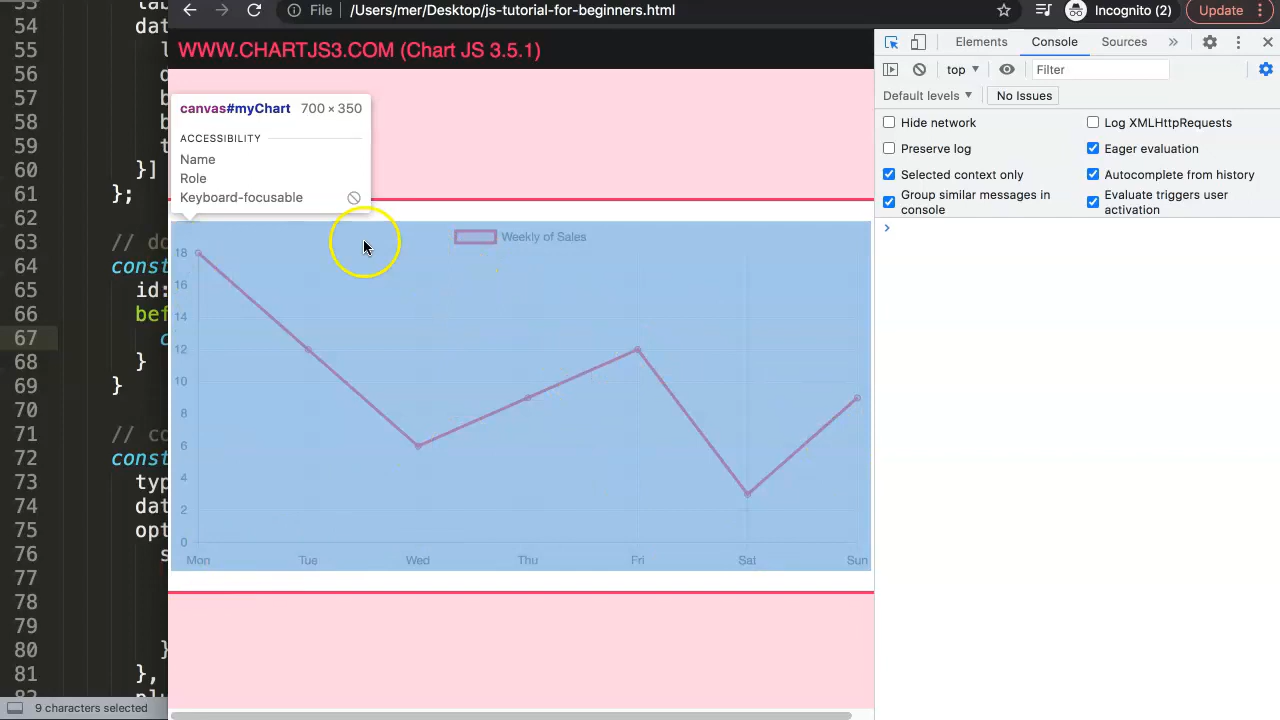 53
54
55
56
57
58
59
60
61
62
63
64
65
66
67
68
69
70
71
72
73
74
75
76
77
78
79
80
81
dat
l
d
b
b
t
}]
};
// do
const
id:
bef
c
}
}
// co
const
typ
dat
opt
s
}
},
9 characters selected
File /Users/mer/Desktop/js-tutorial-for-beginners.html
Incognito (2)
Update
WWW.CHARTJS3.COM (Chart JS 3.5.1)
canvas#myChart 700 × 350
ACCESSIBILITY
Name
Role
Keyboard-focusable
Weekly of Sales
18
16
14
12
10
8
6
4
2
0
Mon Tue Wed Thu Fri Sat Sun
Elements Console Sources »
top Filter
Default levels No Issues
Hide network Log XMLHttpRequests
Preserve log Eager evaluation
Selected context only Autocomplete from history
Group similar messages in console
Evaluate triggers user activation